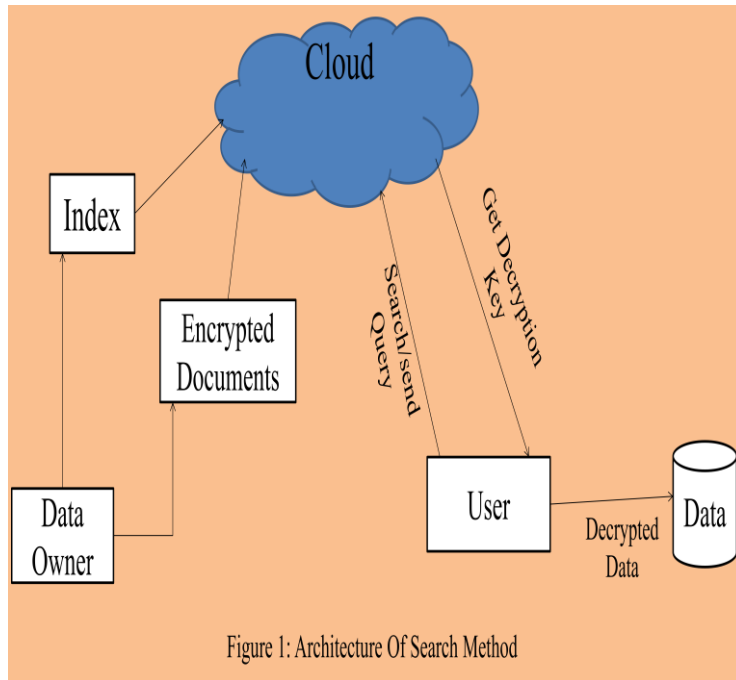 Cloud
Index
Get Decryption
Key
Search/send
Query
Encrypted
Documents
Data
Owner
User
Data
Decrypted
Data
Figure 1: Architecture Of Search Method